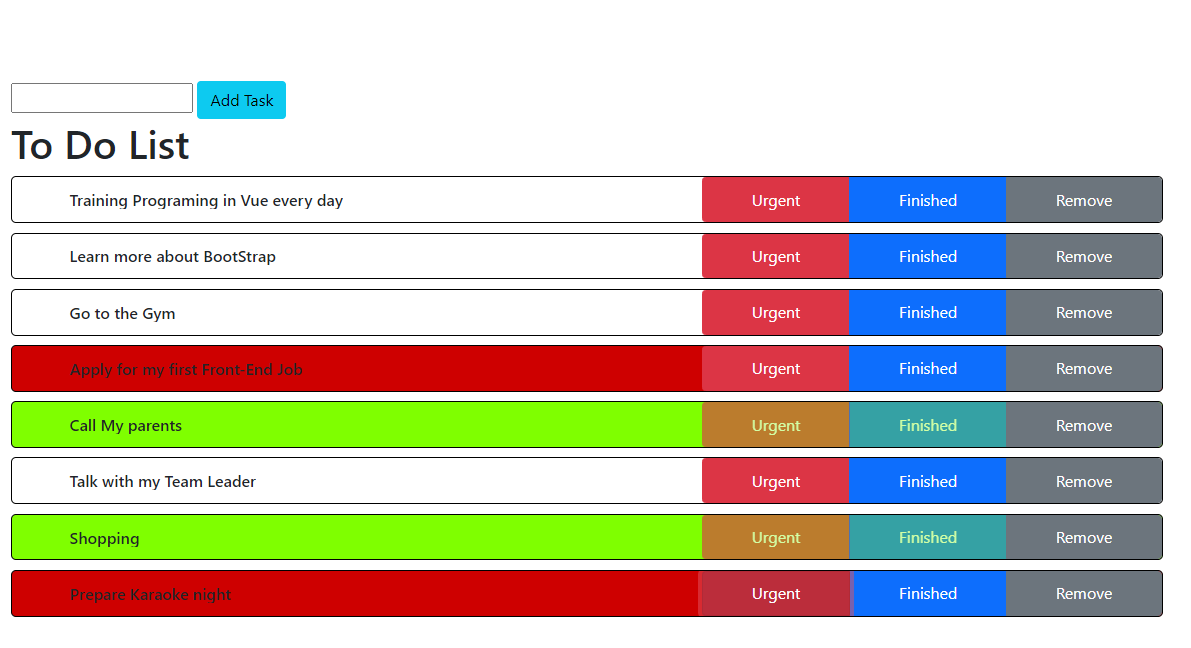 Add Task
To Do List
Training Programing in Vue every day Urgent Finished Remove
Learn more about BootStrap Urgent Finished Remove
Go to the Gym Urgent Finished Remove
Apply for my first Front-End Job Urgent Finished Remove
Call My parents Urgent Finished Remove
Talk with my Team Leader Urgent Finished Remove
Shopping Urgent Finished Remove
Prepare Karaoke night Urgent Finished Remove